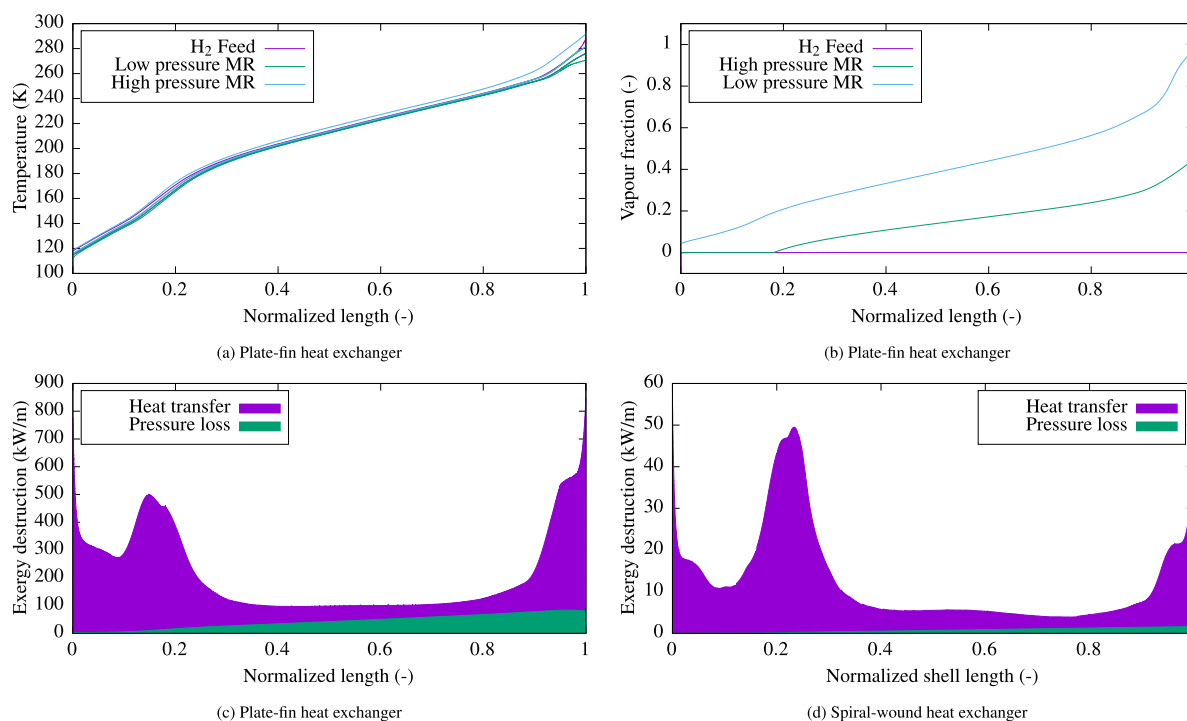 300
280
260
240
220
200
180
160
140
120
100
Temperature (K)
H2 Feed
Low pressure MR
High pressure MR
0 0.2 0.4 0.6 0.8 1
Normalized length (-)
(a) Plate-fin heat exchanger
1
0.8
0.6
0.4
0.2
0
Vapour fraction (-)
H2 Feed
High pressure MR
Low pressure MR
0 0.2 0.4 0.6 0.8
Normalized length (-)
(b) Plate-fin heat exchanger
900
800
700
600
500
400
300
200
100
0
Exergy destruction (kW/m)
Heat transfer
Pressure loss
0 0.2 0.4 0.6 0.8 1
Normalized length (-)
(c) Plate-fin heat exchanger
60
50
40
30
20
10
0
Exergy destruction (kW/m)
Heat transfer
Pressure loss
0 0.2 0.4 0.6 0.8
Normalized shell length (-)
(d) Spiral-wound heat exchanger